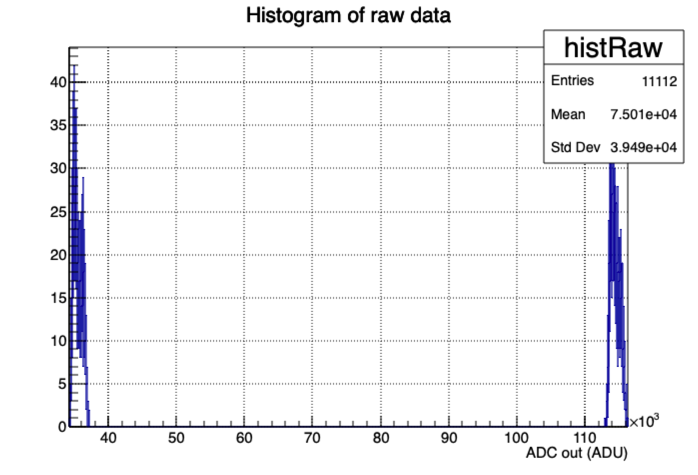 Histogram of raw data
histRaw
Entries 11112
Mean 7.501e+04
Std Dev 3.949e+04
40
35
30
25
20
15
10
5
0
40 50 60 70 80 90 100 110 ×10³
ADC out (ADU)